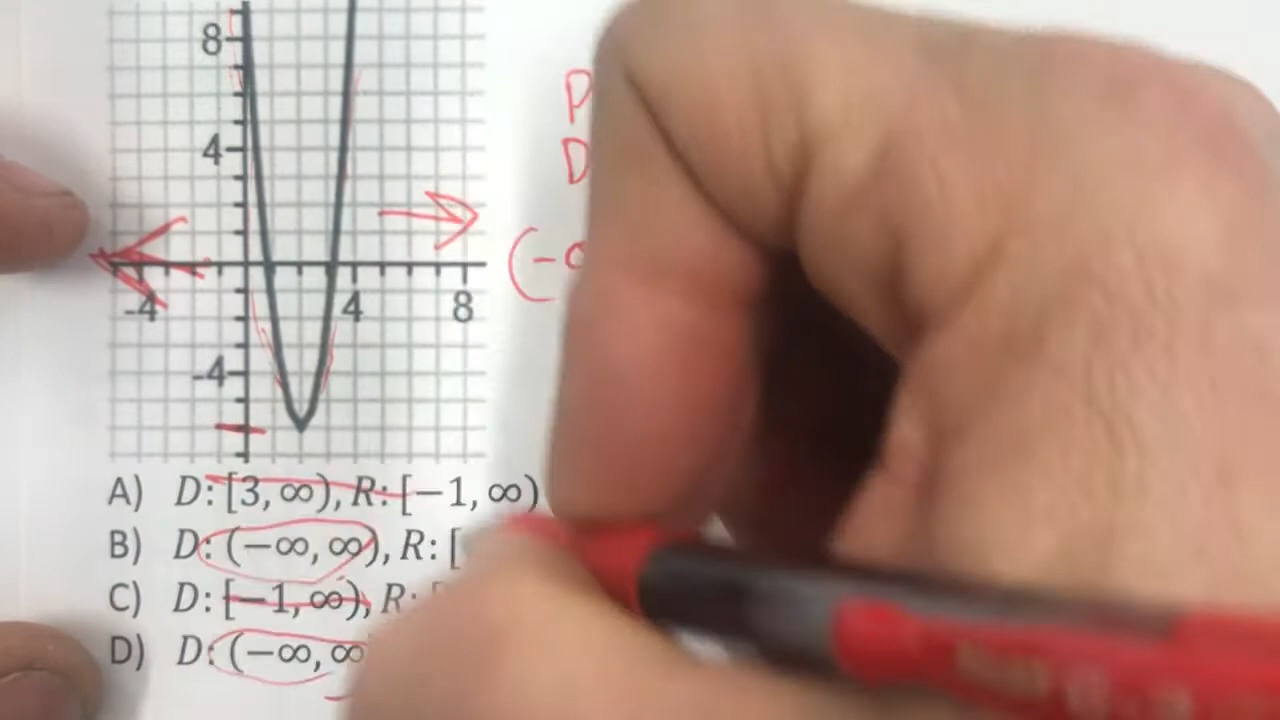 8
4
-4 4 8
-4
P
D
(-
A) D: [3, ∞), R: [−1, ∞)
B) D: (−∞, ∞), R: [
C) D: [−1, ∞), R: [
D) D: (−∞, ∞